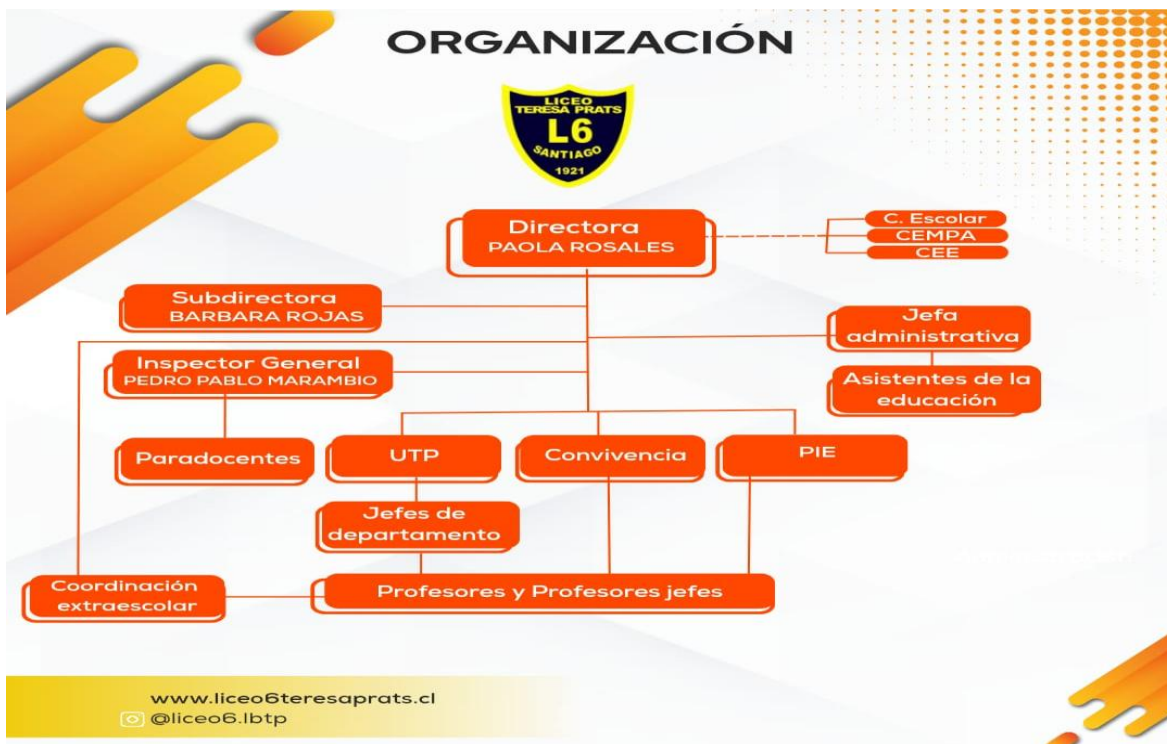 ORGANIZACIÓN
LICEO
TERESA PRATS
L6
SANTIAGO
1921
Directora
PAOLA ROSALES
C. Escolar
CEMPA
CEE
Subdirectora
BARBARA ROJAS
Jefa
administrativa
Inspector General
PEDRO PABLO MARAMBIO
Asistentes de la
educación
Paradocentes
UTP
Convivencia
PIE
Jefes de
departamento
Coordinación
extraescolar
Profesores y Profesores jefes
www.liceo6teresaprats.cl
@liceo6.lbtp